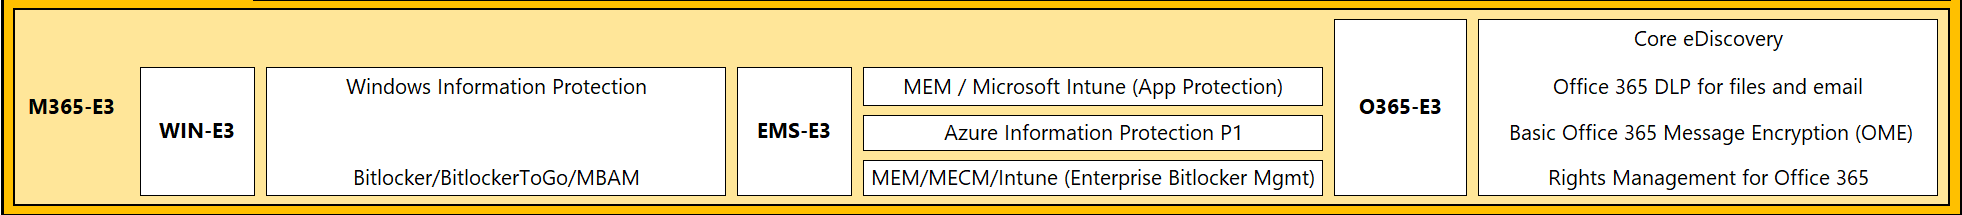 M365-E3
WIN-E3
Windows Information Protection
Bitlocker/BitlockerToGo/MBAM
EMS-E3
MEM / Microsoft Intune (App Protection)
Azure Information Protection P1
MEM/MECM/Intune (Enterprise Bitlocker Mgmt)
O365-E3
Core eDiscovery
Office 365 DLP for files and email
Basic Office 365 Message Encryption (OME)
Rights Management for Office 365